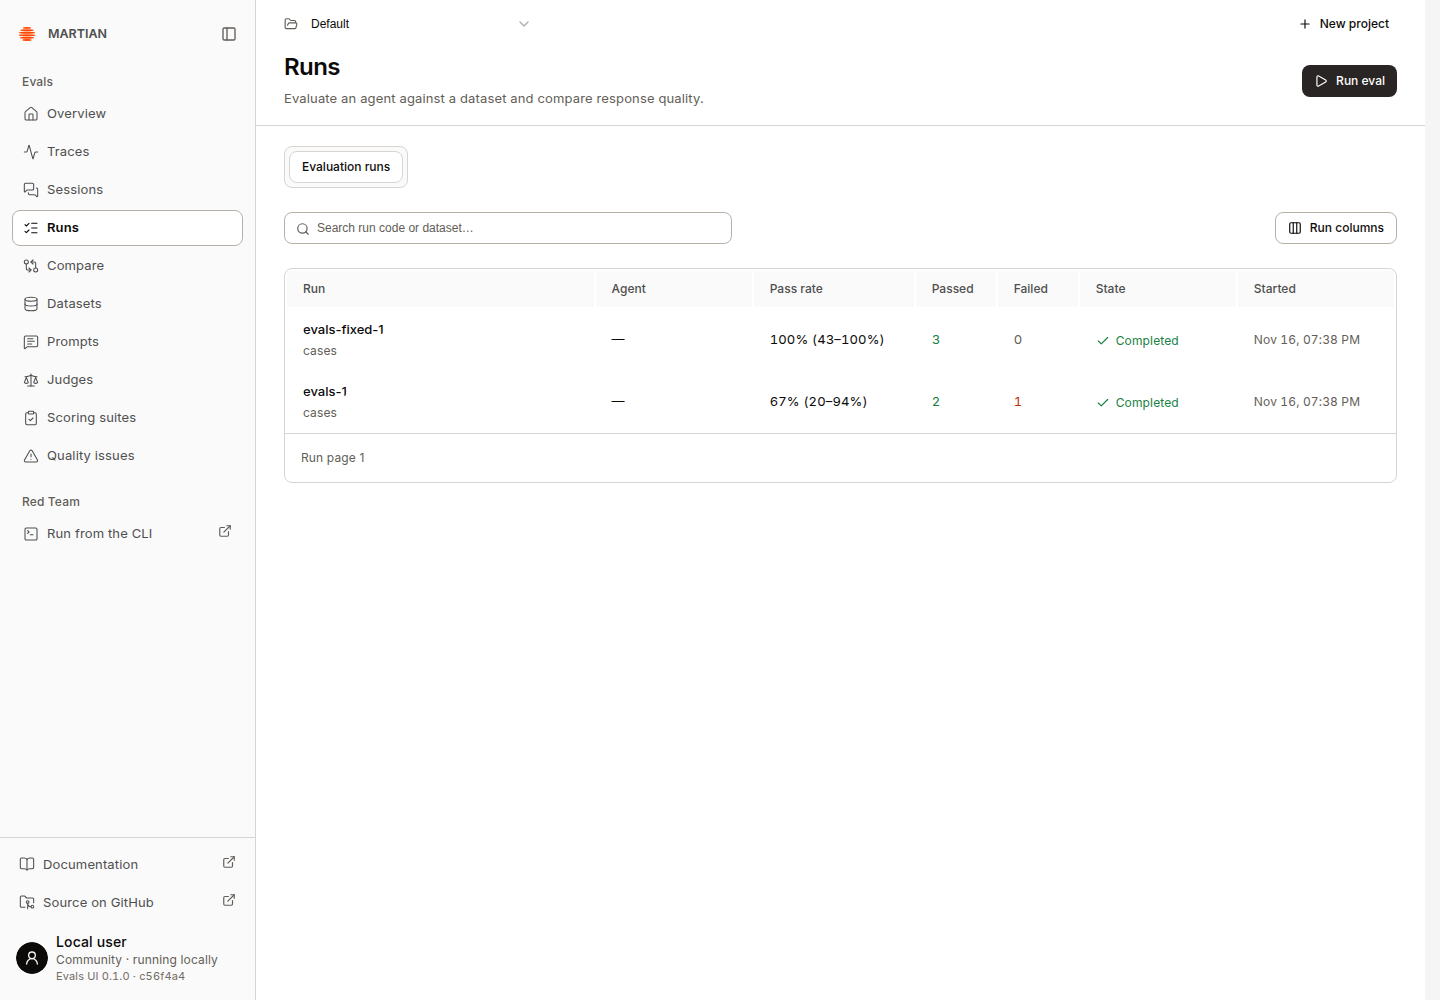 MARTIAN
Evals
Overview
Traces
Sessions
Runs
Compare
Datasets
Prompts
Judges
Scoring suites
Quality issues
Red Team
Run from the CLI
Documentation
Source on GitHub
Local user
Community · running locally
Evals UI 0.1.0 · c56f4a4
Default
New project
Runs
Evaluate an agent against a dataset and compare response quality.
Run eval
Evaluation runs
Search run code or dataset…
Run columns
Run Agent Pass rate Passed Failed State Started
evals-fixed-1
cases
— 100% (43–100%) 3 0 Completed Nov 16, 07:38 PM
evals-1
cases
— 67% (20–94%) 2 1 Completed Nov 16, 07:38 PM
Run page 1